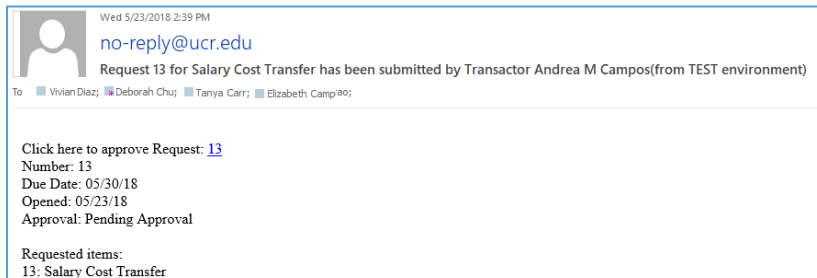 Wed 5/23/2018 2:39 PM
no-reply@ucr.edu
Request 13 for Salary Cost Transfer has been submitted by Transactor Andrea M Campos(from TEST environment)
To Vivian Diaz; Deborah Chu; Tanya Carr; Elizabeth Camp ao;
Click here to approve Request: 13
Number: 13
Due Date: 05/30/18
Opened: 05/23/18
Approval: Pending Approval
Requested items:
13: Salary Cost Transfer